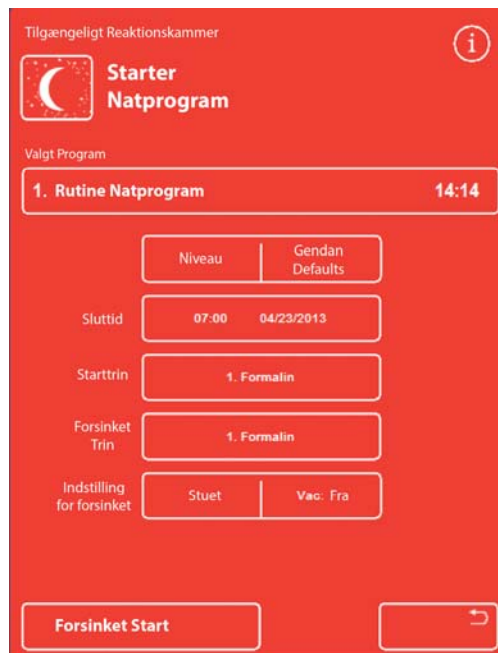 Tilgængeligt Reaktionskammer
i
Starter
Natprogram
Valgt Program
1. Rutine Natprogram 14:14
Niveau
Gendan
Defaults
Sluttid 07:00 04/23/2013
Starttrin 1. Formalin
Forsinket
Trin
1. Formalin
Indstilling
for forsinket
Stuet Vac: Fra
Forsinket Start